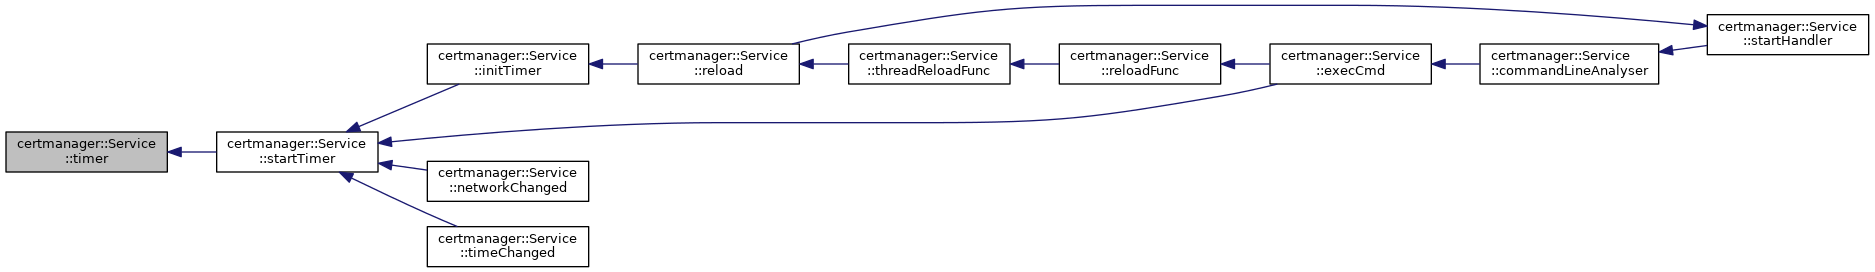 certmanager::Service
::timer
certmanager::Service
::startTimer
certmanager::Service
::initTimer
certmanager::Service
::reload
certmanager::Service
::threadReloadFunc
certmanager::Service
::reloadFunc
certmanager::Service
::execCmd
certmanager::Service
::commandLineAnalyser
certmanager::Service
::startHandler
certmanager::Service
::networkChanged
certmanager::Service
::timeChanged